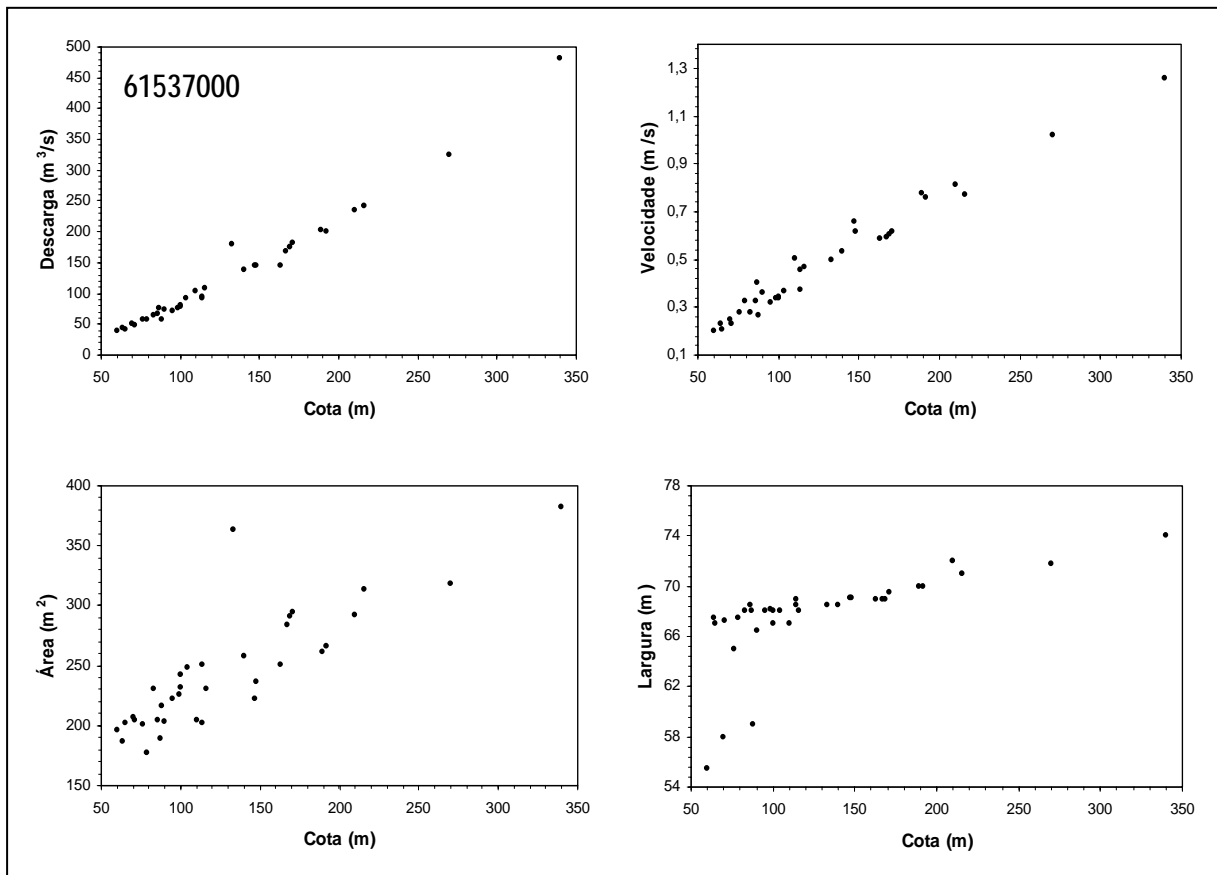 500
450
400
350
300
250
200
150
100
50
0
Descarga (m³/s)
61537000
50 100 150 200 250 300 350
Cota (m)
1,3
1,1
0,9
0,7
0,5
0,3
0,1
Velocidade (m /s)
50 100 150 200 250 300 350
Cota (m)
400
350
300
250
200
150
Área (m²)
50 100 150 200 250 300 350
Cota (m)
78
74
70
66
62
58
54
Largura (m )
50 100 150 200 250 300 350
Cota (m)